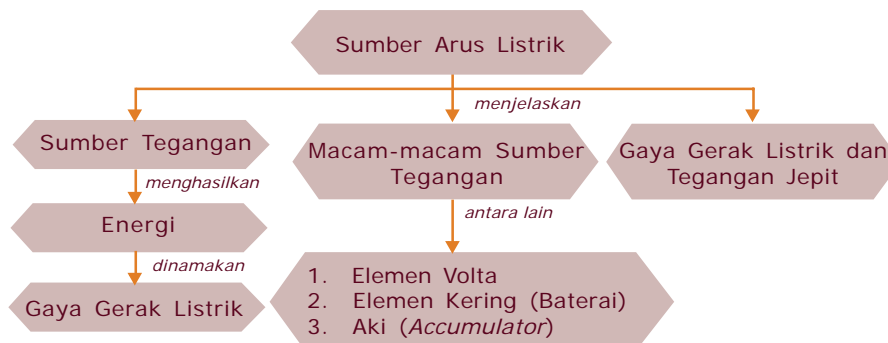 Sumber Arus Listrik
menjelaskan
Sumber Tegangan
menghasilkan
Energi
dinamakan
Gaya Gerak Listrik
Macam-macam Sumber
Tegangan
antara lain
1. Elemen Volta
2. Elemen Kering (Baterai)
3. Aki (Accumulator)
Gaya Gerak Listrik dan
Tegangan Jepit